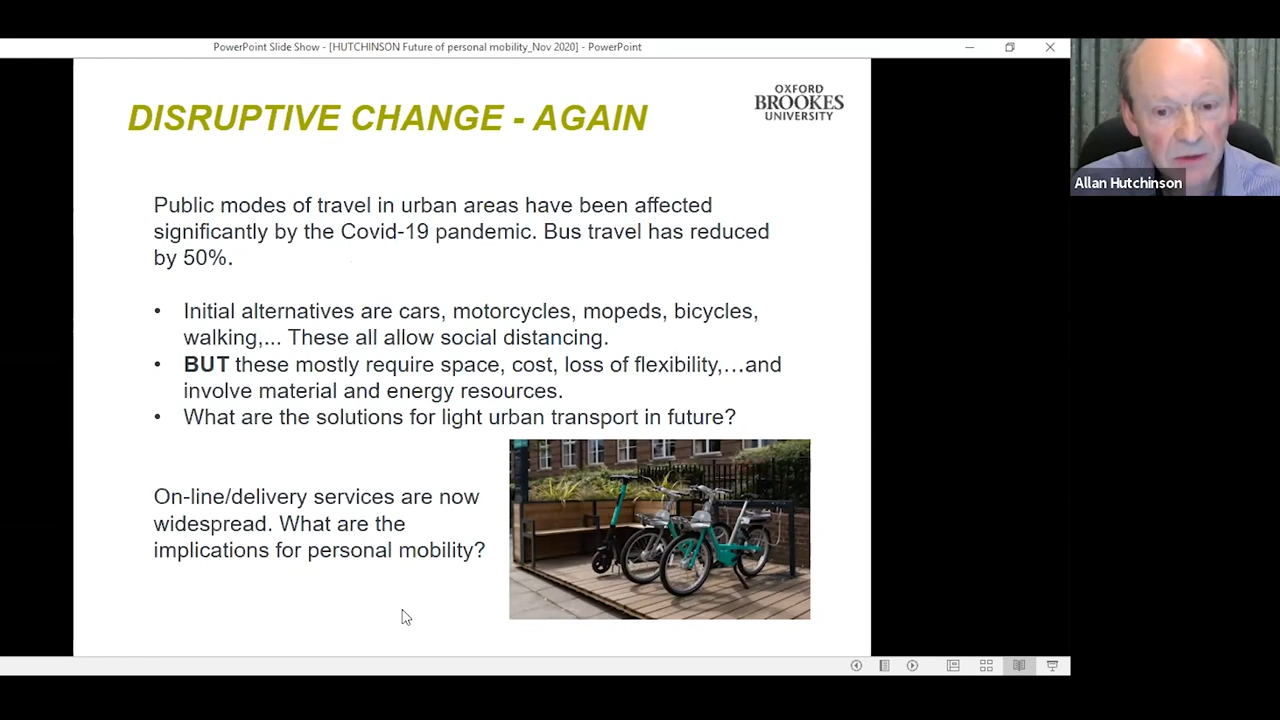 PowerPoint Slide Show - [HUTCHINSON Future of personal mobility_Nov 2020] - PowerPoint
DISRUPTIVE CHANGE - AGAIN
OXFORD
BROOKES
UNIVERSITY
Allan Hutchinson
Public modes of travel in urban areas have been affected
significantly by the Covid-19 pandemic. Bus travel has reduced
by 50%.
• Initial alternatives are cars, motorcycles, mopeds, bicycles,
walking,... These all allow social distancing.
• BUT these mostly require space, cost, loss of flexibility,…and
involve material and energy resources.
• What are the solutions for light urban transport in future?
On-line/delivery services are now
widespread. What are the
implications for personal mobility?